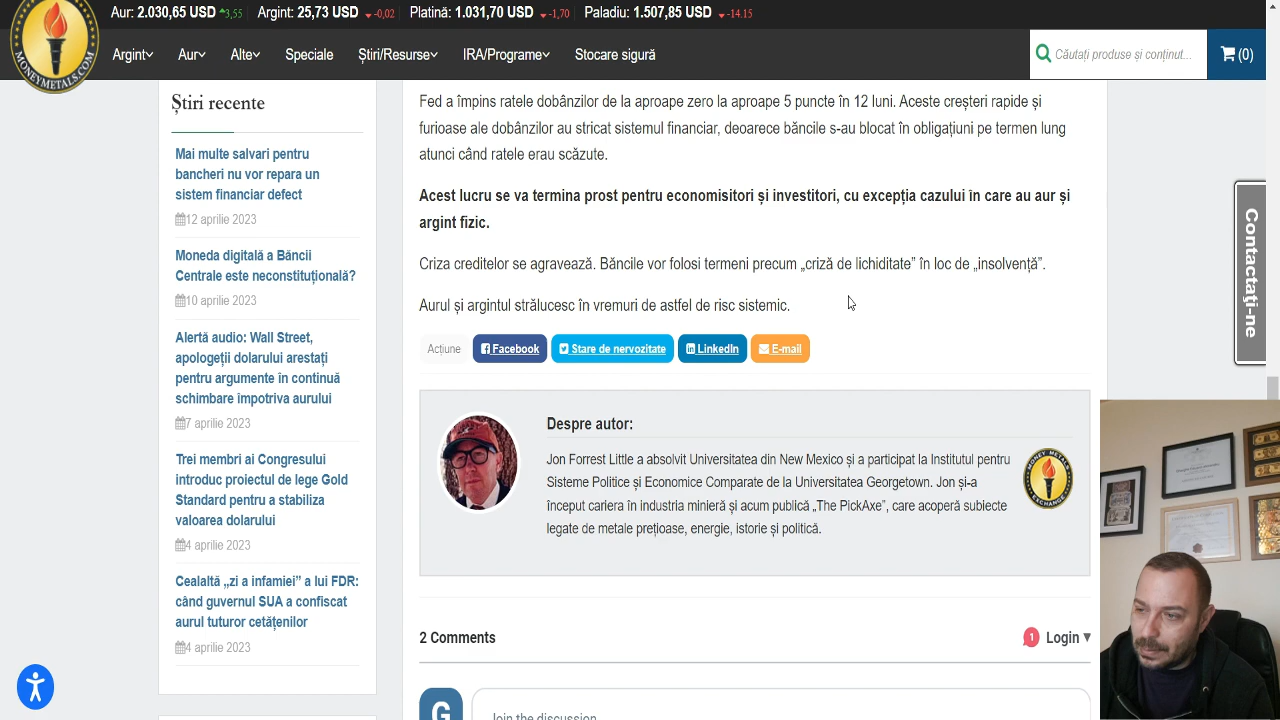 Aur: 2.030,65 USD 3,55 Argint: 25,73 USD -0,02 Platină: 1.031,70 USD -1,70 Paladiu: 1.507,85 USD -14.15
MONEYMETALS.COM
Argint Aur Alte Speciale Știri/Resurse IRA/Programe Stocare sigură
Căutați produse și conținut...
(0)
Știri recente
Mai multe salvari pentru
bancheri nu vor repara un
sistem financiar defect
12 aprilie 2023
Moneda digitală a Băncii
Centrale este neconstituțională?
10 aprilie 2023
Alertă audio: Wall Street,
apologeții dolarului arestați
pentru argumente în continuă
schimbare împotriva aurului
7 aprilie 2023
Trei membri ai Congresului
introduc proiectul de lege Gold
Standard pentru a stabiliza
valoarea dolarului
4 aprilie 2023
Cealaltă „zi a infamiei” a lui FDR:
când guvernul SUA a confiscat
aurul tuturor cetățenilor
4 aprilie 2023
Fed a împins ratele dobânzilor de la aproape zero la aproape 5 puncte în 12 luni. Aceste creșteri rapide și
furioase ale dobânzilor au stricat sistemul financiar, deoarece băncile s-au blocat în obligațiuni pe termen lung
atunci când ratele erau scăzute.
Acest lucru se va termina prost pentru economisitori și investitori, cu excepția cazului în care au aur și
argint fizic.
Criza creditelor se agravează. Băncile vor folosi termeni precum „criză de lichiditate” în loc de „insolvență”.
Aurul și argintul strălucesc în vremuri de astfel de risc sistemic.
Acțiune Facebook Stare de nervozitate LinkedIn E-mail
Despre autor:
Jon Forrest Little a absolvit Universitatea din New Mexico și a participat la Institutul pentru
Sisteme Politice și Economice Comparate de la Universitatea Georgetown. Jon și-a
început cariera în industria minieră și acum publică „The PickAxe”, care acoperă subiecte
legate de metale prețioase, energie, istorie și politică.
MONEY METALS EXCHANGE
2 Comments
1 Login
G
Join the discussion
Contactați-ne